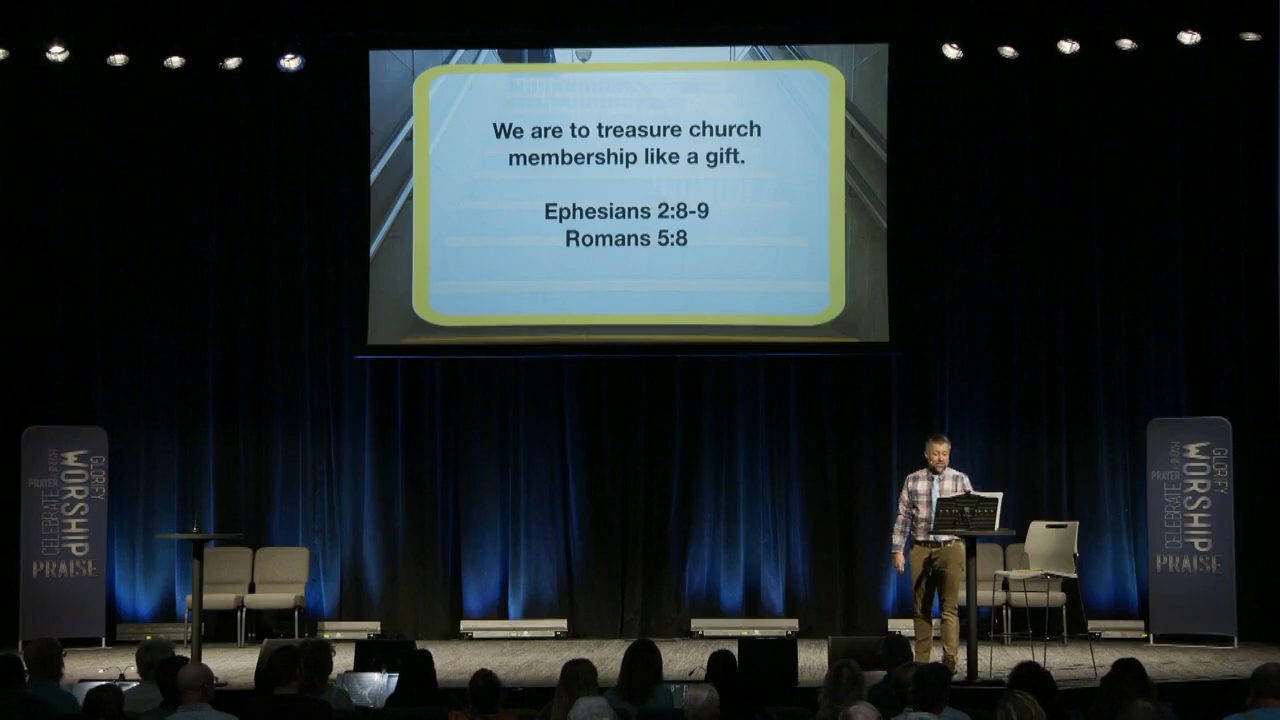 We are to treasure church
membership like a gift.
Ephesians 2:8-9
Romans 5:8
GLORIFY
WORSHIP
PRAYER
CELEBRATE
PRAISE
GLORIFY
WORSHIP
PRAYER
CELEBRATE
PRAISE